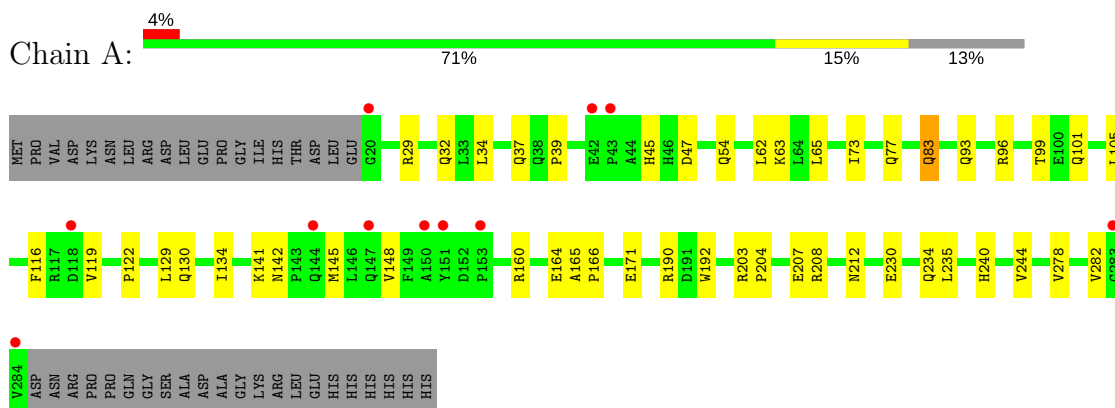 4%
Chain A:
71% 15% 13%
MET PRO VAL ASP LYS ASN LEU ARG ASP LEU GLU PRO GLY ILE HIS THR ASP LEU GLU G20 R29 Q32 L33 L34 Q37 Q38 P39 E42 P43 A44 H45 H46 D47 Q54 L62 K63 L64 L65 I73 Q77 Q83 Q93 R96 T99 E100 Q101 L105
F116 R117 D118 V119 P122 L129 Q130 I134 K141 N142 P143 Q144 M145 L146 Q147 V148 F149 A150 Y151 D152 P153 R160 E164 A165 P166 E171 R190 D191 W192 R203 P204 E207 R208 N212 E230 Q234 L235 H240 V244 V278 V282 G283
V284 ASP ASN ARG PRO PRO GLN GLY SER ALA ASP ALA GLY LYS ARG LEU GLU HIS HIS HIS HIS HIS HIS